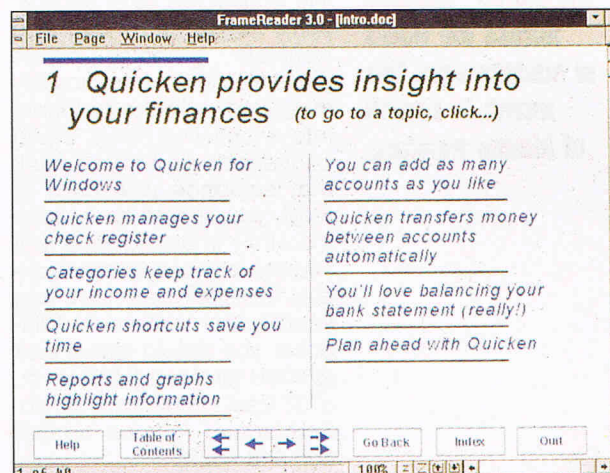 FrameReader 3.0 - [Intro.doc]
File Page Window Help
1 Quicken provides insight into
your finances (to go to a topic, click...)
Welcome to Quicken for
Windows
Quicken manages your
check register
Categories keep track of
your income and expenses
Quicken shortcuts save you
time
Reports and graphs
highlight information
You can add as many
accounts as you like
Quicken transfers money
between accounts
automatically
You'll love balancing your
bank statement (really!)
Plan ahead with Quicken
Help
Table of
Contents
Go Back
Index
Quit
1 of 40
100%